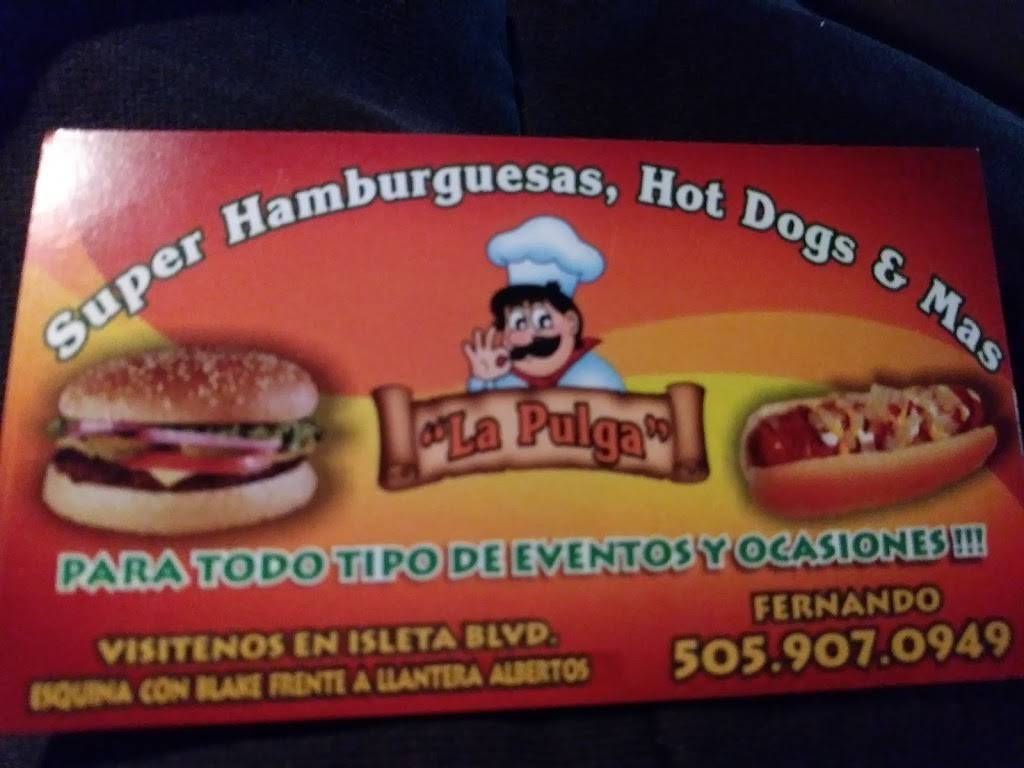 Super Hamburguesas, Hot Dogs & Mas
"La Pulga"
PARA TODO TIPO DE EVENTOS Y OCASIONES !!!
VISITENOS EN ISLETA BLVD.
ESQUINA CON BLAKE FRENTE A LLANTERA ALBERTOS
FERNANDO
505.907.0949